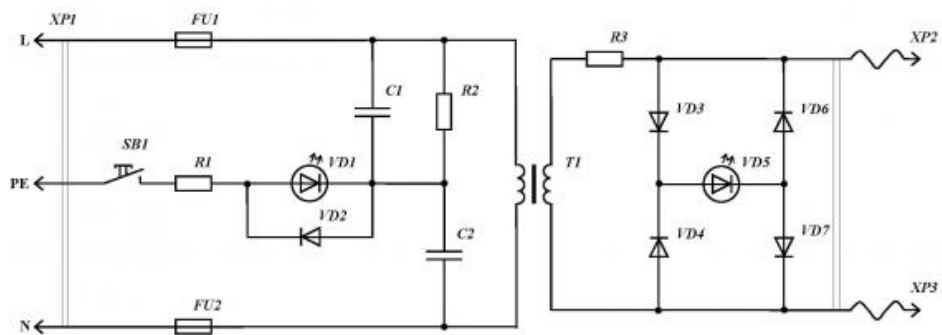 XP1
FU1
L
R3
XP2
C1
R2
VD3
VD6
SB1
R1
VD1
T1
VD5
PE
VD2
C2
VD4
VD7
FU2
XP3
N